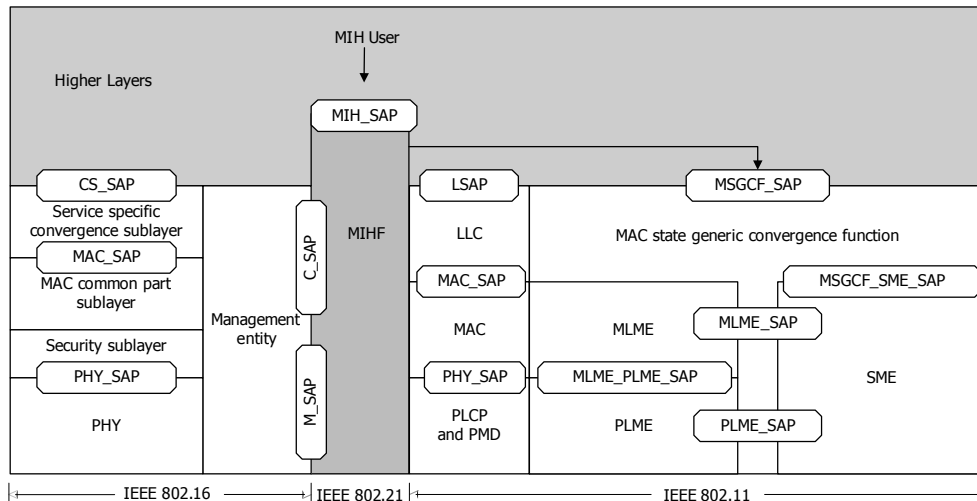 MIH User
Higher Layers
MIH_SAP
CS_SAP
LSAP
MSGCF_SAP
Service specific
convergence sublayer
C_SAP
MIHF
LLC
MAC state generic convergence function
MAC_SAP
MAC common part
sublayer
MAC_SAP
MSGCF_SME_SAP
Management
entity
MAC
MLME
MLME_SAP
Security sublayer
PHY_SAP
M_SAP
PHY_SAP
MLME_PLME_SAP
SME
PHY
PLCP
and PMD
PLME
PLME_SAP
IEEE 802.16
IEEE 802.21
IEEE 802.11